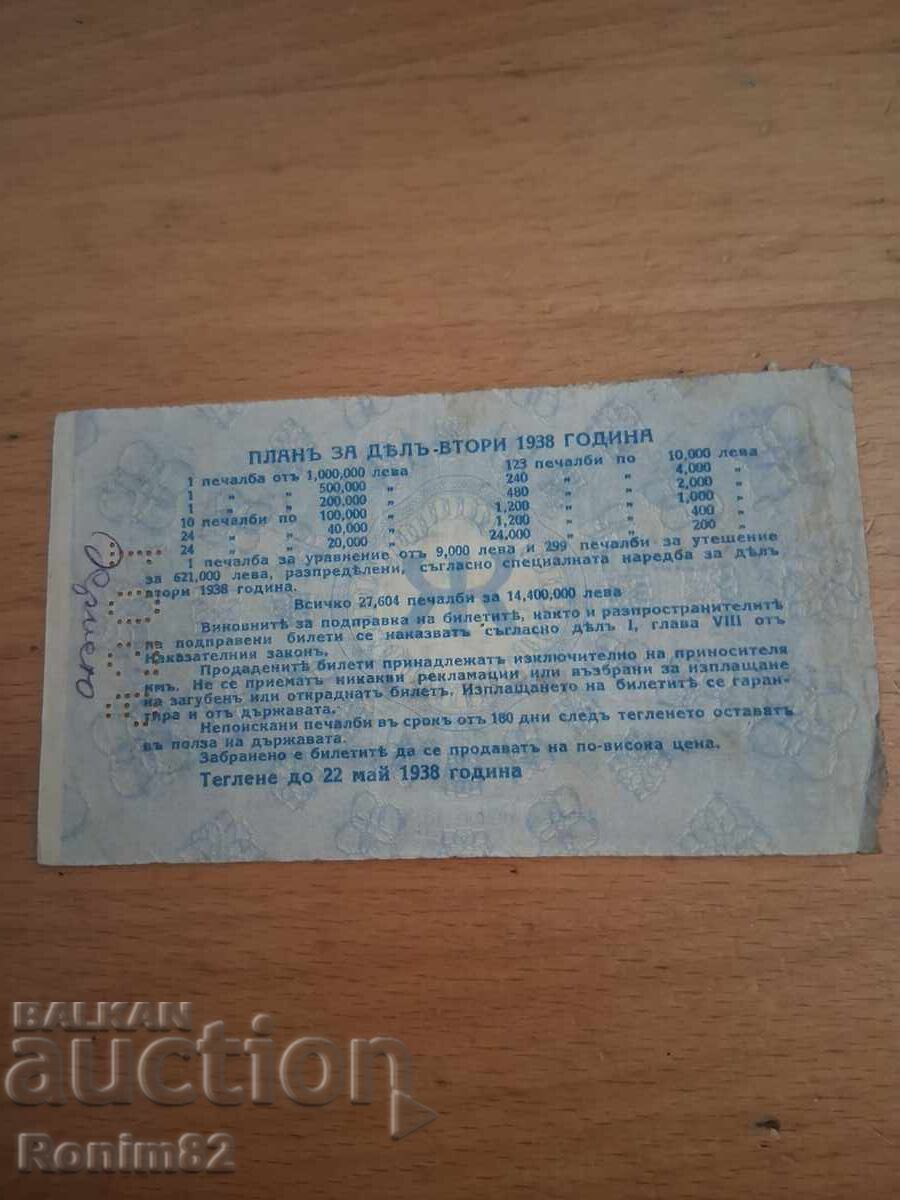 ПЛАНЪ ЗА ДѢЛЪ-ВТОРИ 1938 ГОДИНА
1 печалба отъ 1,000,000 лева
1 " " 500,000 "
1 " " 200,000 "
10 печалби по 100,000 "
24 " " 40,000 "
24 " " 20,000 "
123 печалби по 10,000 лева
240 " " 4,000 "
480 " " 2,000 "
1,200 " " 1,000 "
1,200 " " 400 "
24,000 " " 200 "
1 печалба за уравнение отъ 9,000 лева и 299 печалби за утешение
за 621,000 лева, разпредѣлени, съгласно специалната наредба за дѣлъ
втори 1938 година.
Всичко 27,604 печалби за 14,400,000 лева
Виновнитѣ за подправка на билетитѣ, както и разпространителитѣ
на подправени билети се наказватъ съгласно дѣлъ I, глава VIII отъ
Наказателния законъ.
Продаденитѣ билети принадлежатъ изключително на приносителя
имъ. Не се приематъ никакви рекламации или възбрани за изплащане
на загубенъ или откраднатъ билетъ. Изплащането на билетитѣ се гаран-
тира и отъ държавата.
Непоискани печалби въ срокъ отъ 180 дни следъ тегленето оставатъ
въ полза на държавата.
Забранено е билетитѣ да се продаватъ на по-висока цена.
Теглене до 22 май 1938 година
BALKAN
auction
Ronim82